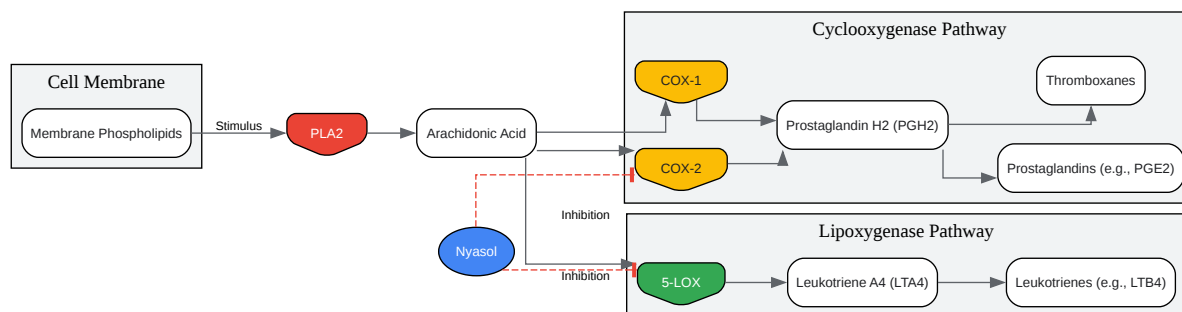 Cyclooxygenase Pathway
Cell Membrane
COX-1
Thromboxanes
Membrane Phospholipids
Stimulus
PLA2
Arachidonic Acid
Prostaglandin H2 (PGH2)
COX-2
Prostaglandins (e.g., PGE2)
Inhibition
Lipoxygenase Pathway
Nyasol
Inhibition
5-LOX
Leukotriene A4 (LTA4)
Leukotrienes (e.g., LTB4)